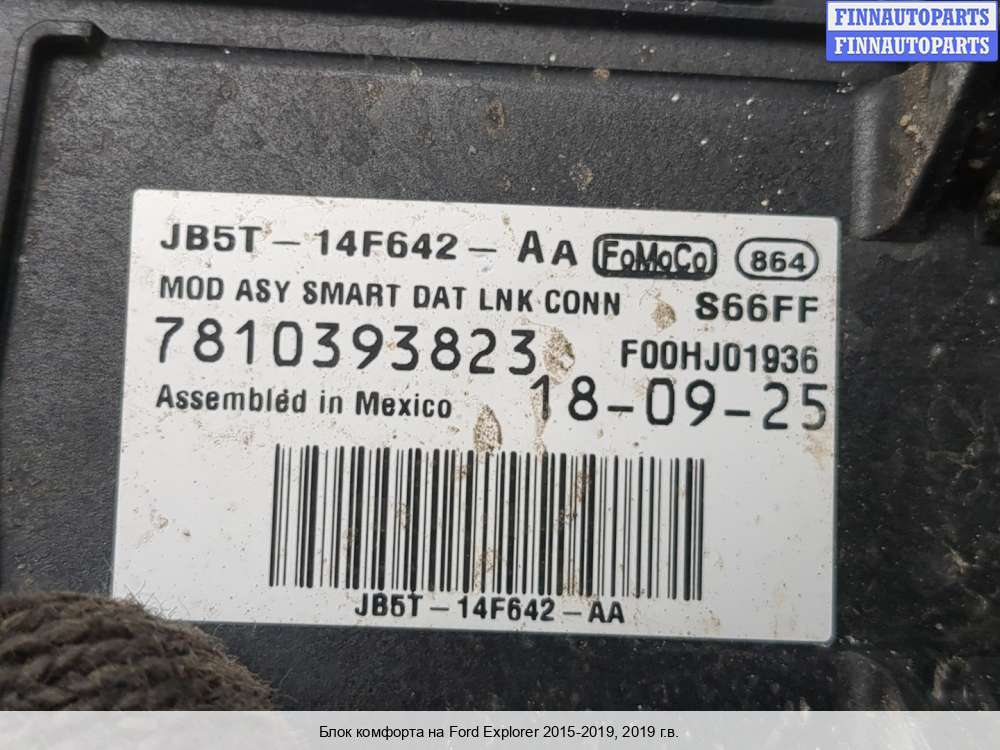 FINNAUTOPARTS
FINNAUTOPARTS
JB5T - 14F642 - AA FoMoCo 864
MOD ASY SMART DAT LNK CONN S66FF
7810393823 F00HJ01936
Assembled in Mexico 18-09-25
JB5T-14F642-AA
Блок комфорта на Ford Explorer 2015-2019, 2019 г.в.